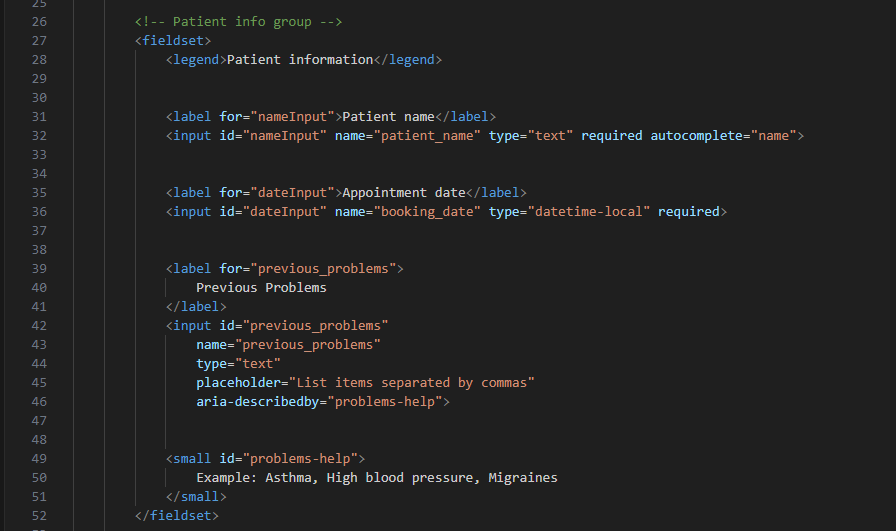 25
26 <!-- Patient info group -->
27 <fieldset>
28 <legend>Patient information</legend>
29
30
31 <label for="nameInput">Patient name</label>
32 <input id="nameInput" name="patient_name" type="text" required autocomplete="name">
33
34
35 <label for="dateInput">Appointment date</label>
36 <input id="dateInput" name="booking_date" type="datetime-local" required>
37
38
39 <label for="previous_problems">
40 Previous Problems
41 </label>
42 <input id="previous_problems"
43 name="previous_problems"
44 type="text"
45 placeholder="List items separated by commas"
46 aria-describedby="problems-help">
47
48
49 <small id="problems-help">
50 Example: Asthma, High blood pressure, Migraines
51 </small>
52 </fieldset>